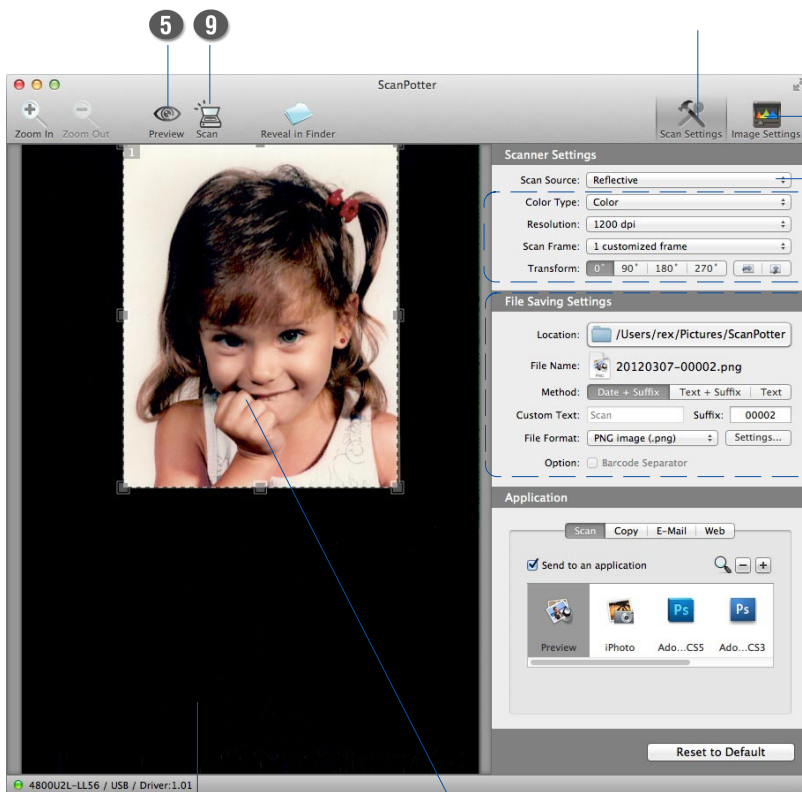 5 9
ScanPotter
Zoom In Zoom Out Preview Scan Reveal in Finder Scan Settings Image Settings
1
Scanner Settings
Scan Source: Reflective
Color Type: Color
Resolution: 1200 dpi
Scan Frame: 1 customized frame
Transform: 0° 90° 180° 270°
File Saving Settings
Location: /Users/rex/Pictures/ScanPotter
PNG
File Name: 20120307-00002.png
Method: Date + Suffix Text + Suffix Text
Custom Text: Scan Suffix: 00002
File Format: PNG image (.png) Settings...
Option: Barcode Separator
Application
Scan Copy E-Mail Web
Send to an application
Ps Ps
Preview iPhoto Ado...CS5 Ado...CS3
Reset to Default
4800U2L-LL56 / USB / Driver:1.01